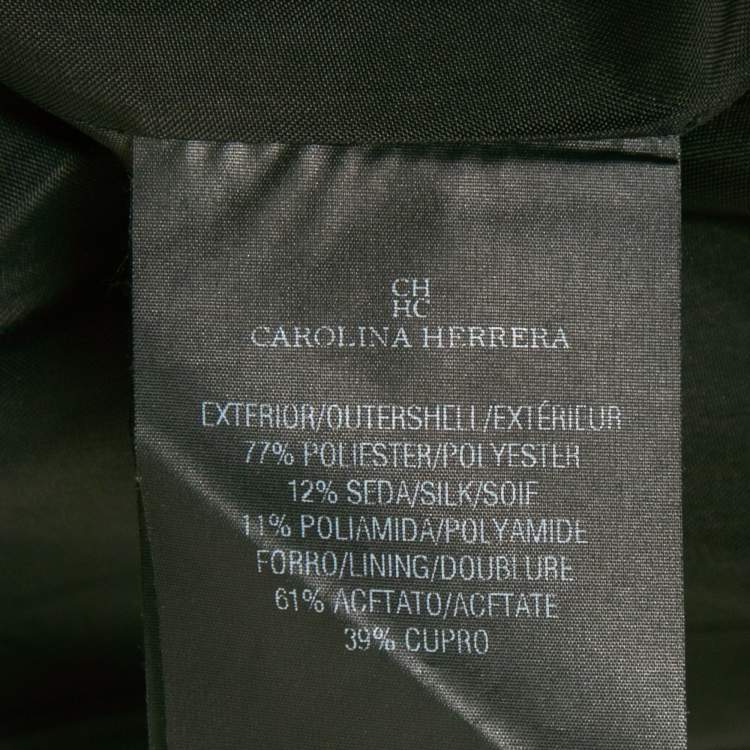 CH
HC
CAROLINA HERRERA
EXTERIOR/OUTERSHELL/EXTÉRIEUR
77% POLIESTER/POLYESTER
12% SEDA/SILK/SOIF
11% POLIAMIDA/POLYAMIDE
FORRO/LINING/DOUBLURE
61% ACETATO/ACETATE
39% CUPRO